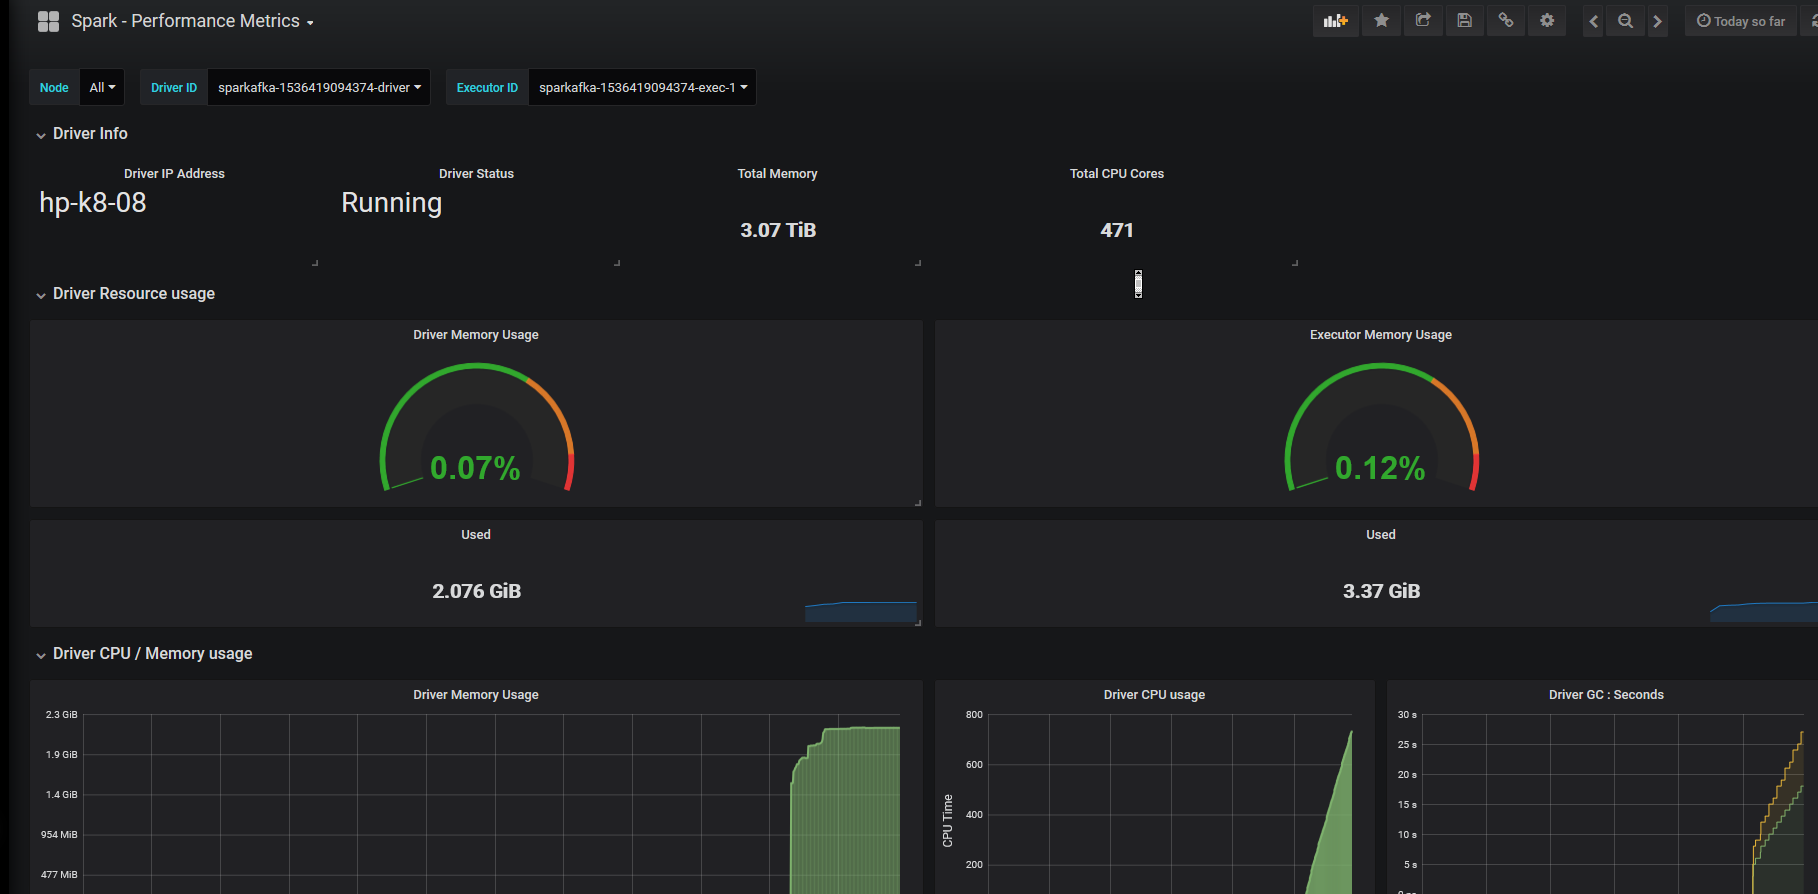 Spark - Performance Metrics
Today so far
Node All Driver ID sparkafka-1536419094374-driver Executor ID sparkafka-1536419094374-exec-1
Driver Info
Driver IP Address
hp-k8-08
Driver Status
Running
Total Memory
3.07 TiB
Total CPU Cores
471
Driver Resource usage
Driver Memory Usage
0.07%
Executor Memory Usage
0.12%
Used
2.076 GiB
Used
3.37 GiB
Driver CPU / Memory usage
Driver Memory Usage
2.3 GiB
1.9 GiB
1.4 GiB
954 MiB
477 MiB
Driver CPU usage
CPU Time
800
600
400
200
Driver GC : Seconds
30 s
25 s
20 s
15 s
10 s
5 s